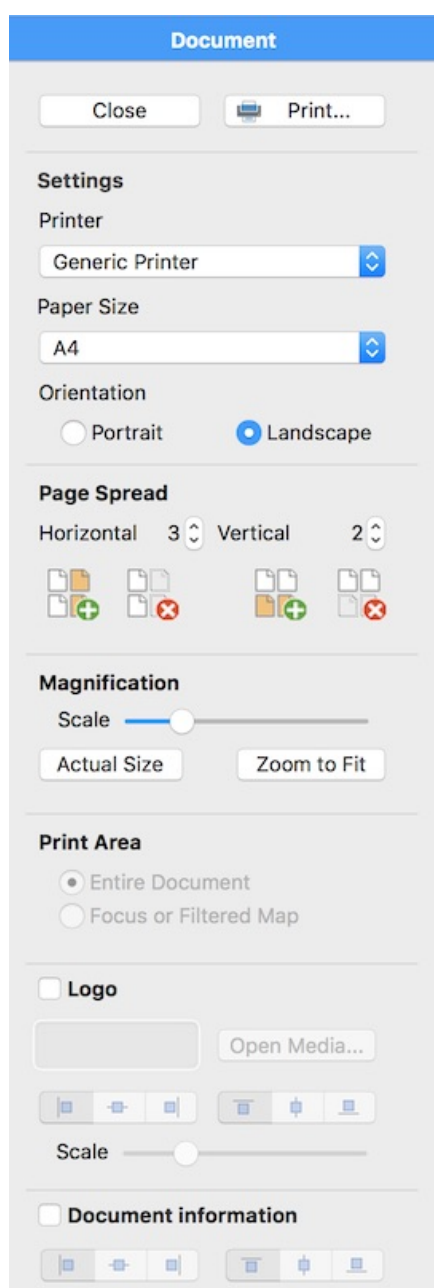 Document
Close Print...
Settings
Printer
Generic Printer
Paper Size
A4
Orientation
Portrait Landscape
Page Spread
Horizontal 3 Vertical 2
Magnification
Scale
Actual Size Zoom to Fit
Print Area
Entire Document
Focus or Filtered Map
Logo
Open Media...
Scale
Document information